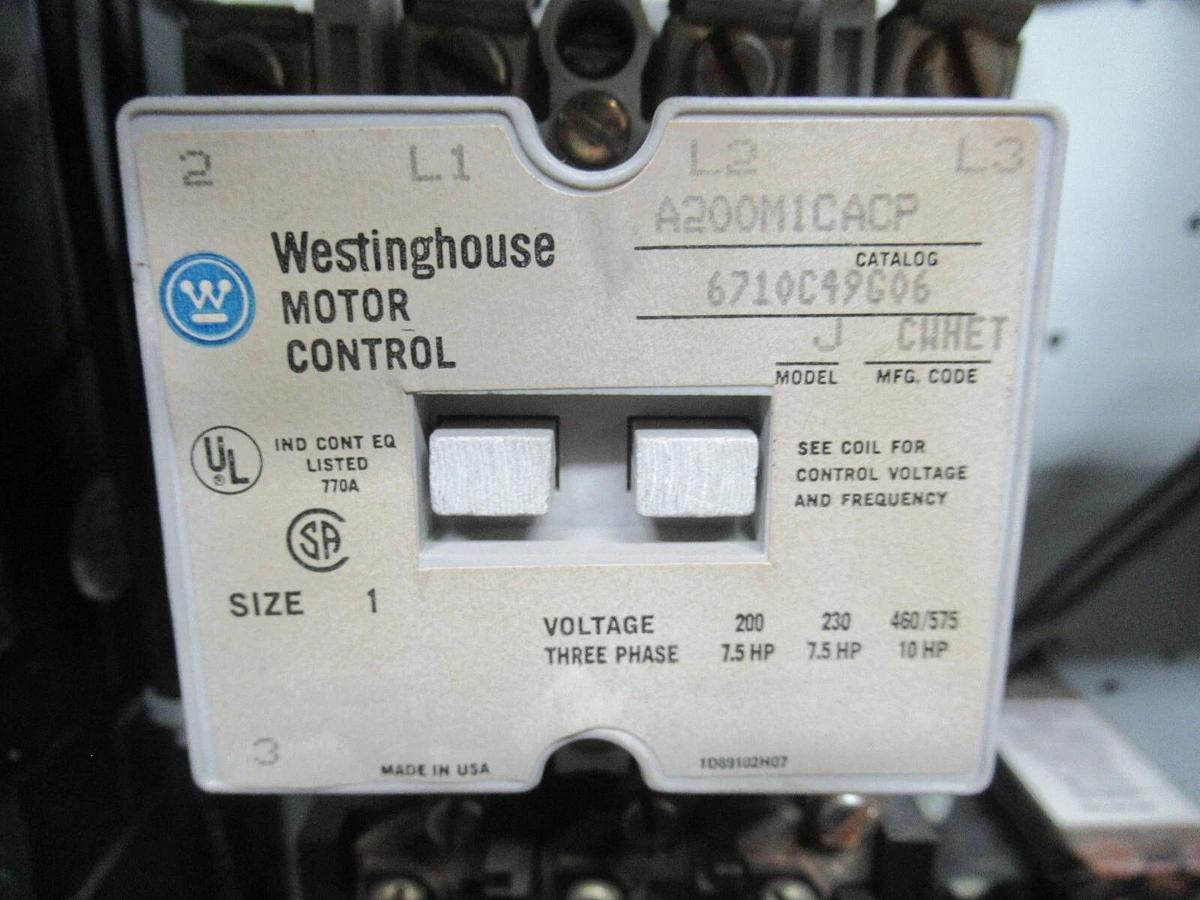 2 L1 L2 L3
A200M1CACP
CATALOG
6710C49G06
J CWHET
MODEL MFG. CODE
W
Westinghouse
MOTOR
CONTROL
UL
®
IND CONT EQ
LISTED
770A
SA
SEE COIL FOR
CONTROL VOLTAGE
AND FREQUENCY
SIZE 1
VOLTAGE 200 230 460/575
THREE PHASE 7.5 HP 7.5 HP 10 HP
3
MADE IN USA
1D89102H07